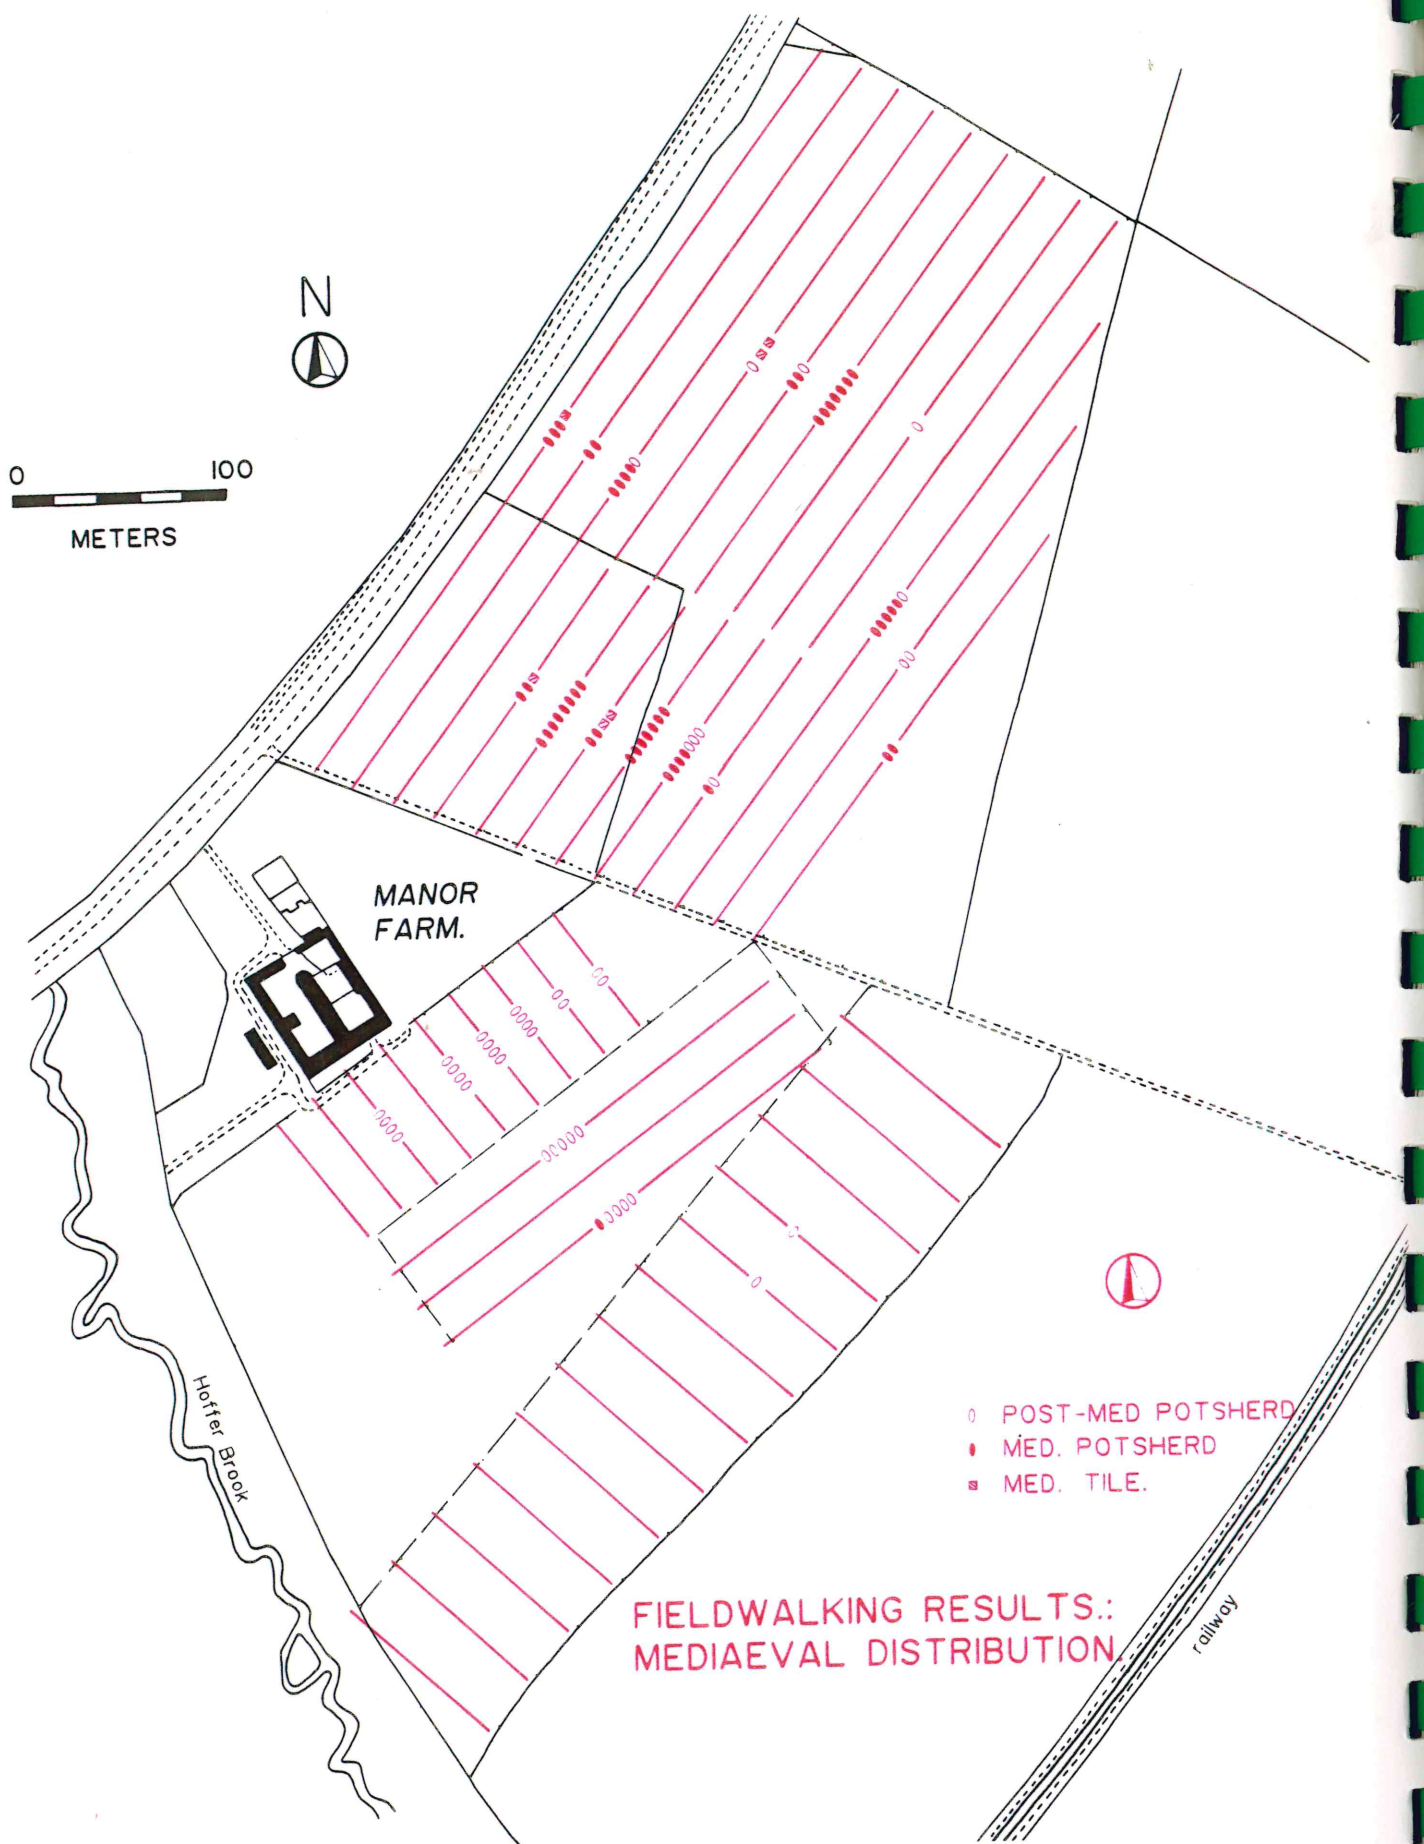 N
0 100
METERS
MANOR
FARM.
Hoffer Brook
POST-MED POTSHERD
MED. POTSHERD
MED. TILE.
FIELDWALKING RESULTS.:
MEDIAEVAL DISTRIBUTION.
railway